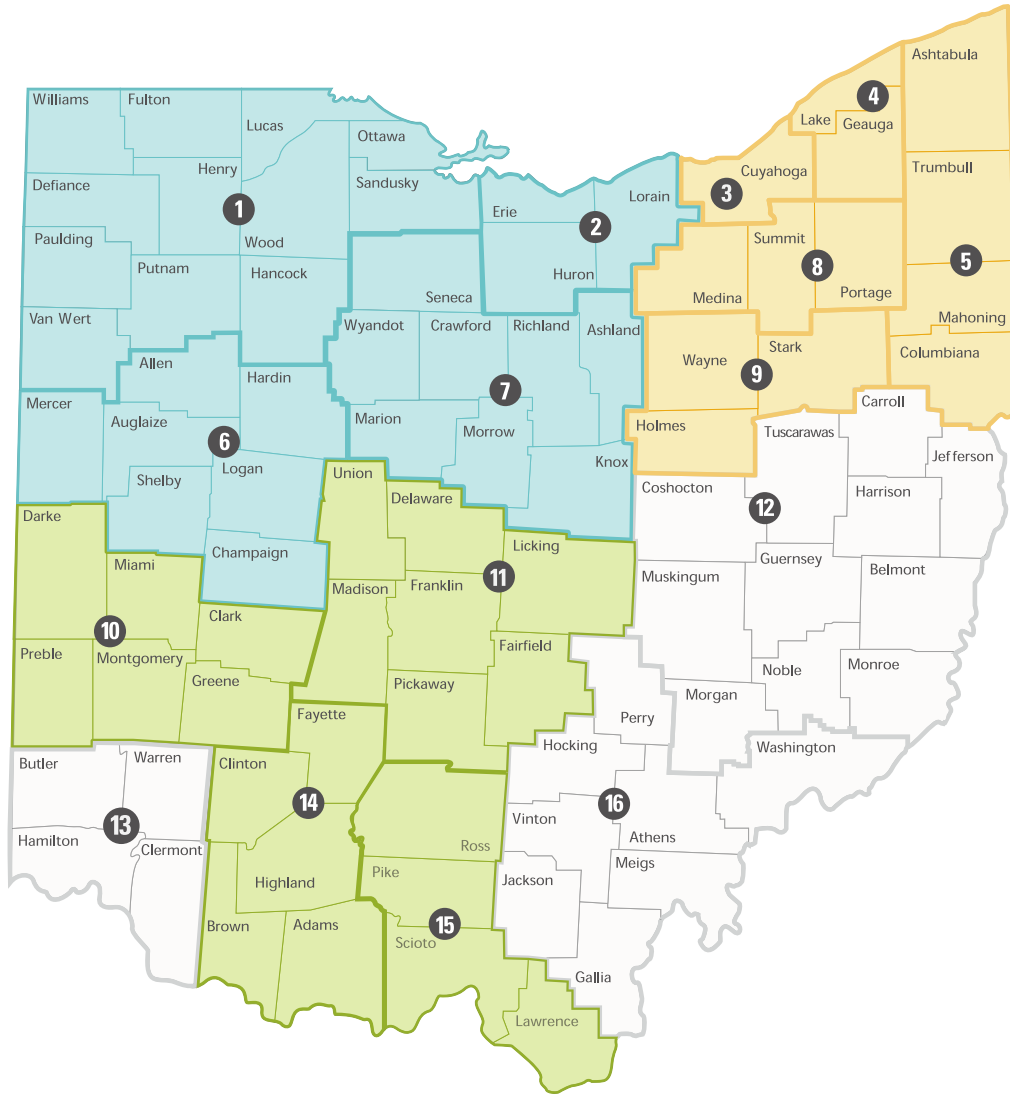 Ashtabula
4
Lake
Geauga
Williams
Fulton
Lucas
Ottawa
Henry
Sandusky
Cuyahoga
Trumbull
Defiance
3
Lorain
1
Erie
2
Paulding
Wood
Summit
Putnam
Hancock
Huron
8
5
Seneca
Medina
Portage
Van Wert
Wyandot
Crawford
Richland
Ashland
Mahoning
Stark
Columbiana
Allen
Wayne
Hardin
9
Mercer
7
Carroll
Auglaize
Marion
Morrow
Holmes
Tuscarawas
6
Knox
Jefferson
Logan
Union
Shelby
Coshocton
Harrison
Delaware
12
Darke
Licking
Champaign
Guernsey
Miami
Muskingum
Belmont
11
Madison
Franklin
Clark
10
Fairfield
Preble
Montgomery
Noble
Monroe
Greene
Pickaway
Morgan
Fayette
Perry
Hocking
Washington
Butler
Warren
Clinton
14
16
Vinton
13
Hamilton
Athens
Clermont
Ross
Meigs
Pike
Jackson
Highland
Brown
Adams
15
Scioto
Gallia
Lawrence